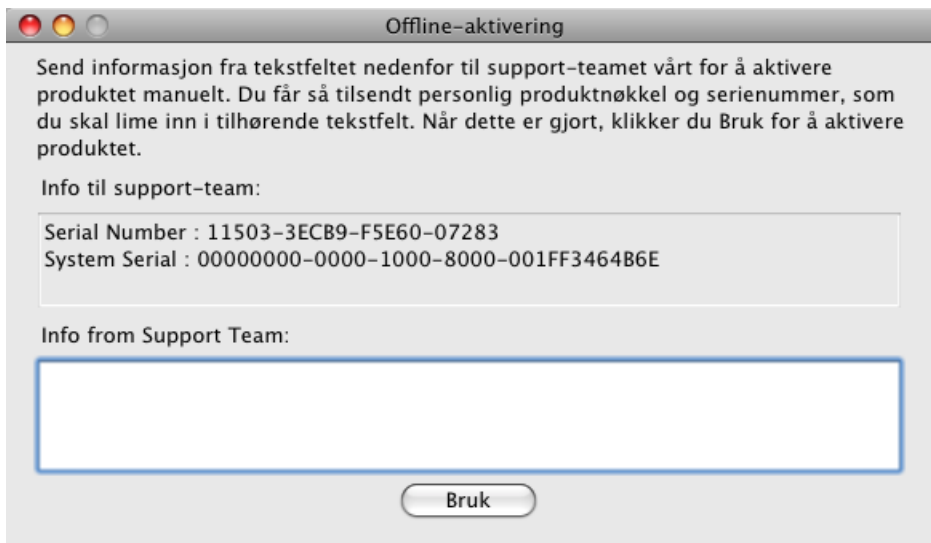 Offline-aktivering
Send informasjon fra tekstfeltet nedenfor til support-teamet vårt for å aktivere
produktet manuelt. Du får så tilsendt personlig produktnøkkel og serienummer, som
du skal lime inn i tilhørende tekstfelt. Når dette er gjort, klikker du Bruk for å aktivere
produktet.
Info til support-team:
Serial Number : 11503-3ECB9-F5E60-07283
System Serial : 00000000-0000-1000-8000-001FF3464B6E
Info from Support Team:
Bruk